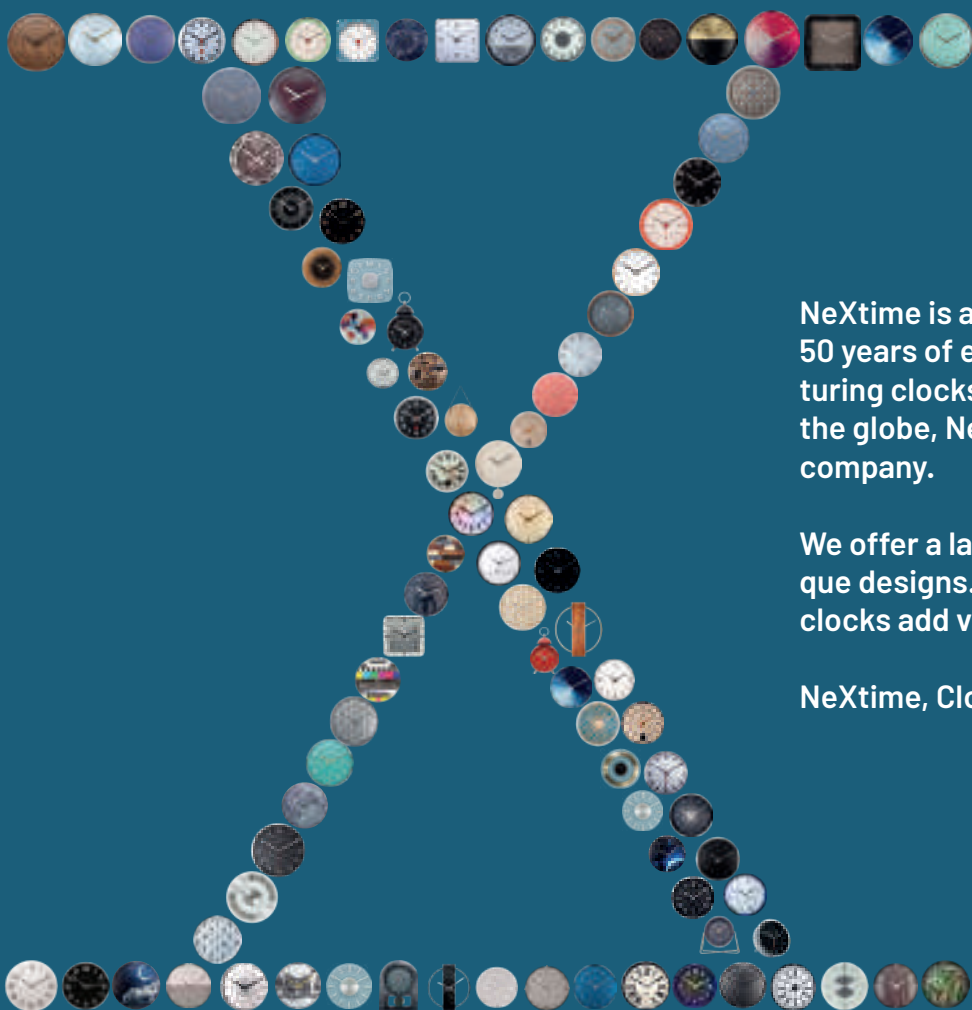 NeXtime is a
50 years of e
turing clocks
the globe, Ne
company.
We offer a la
que designs.
clocks add v
NeXtime, Clo